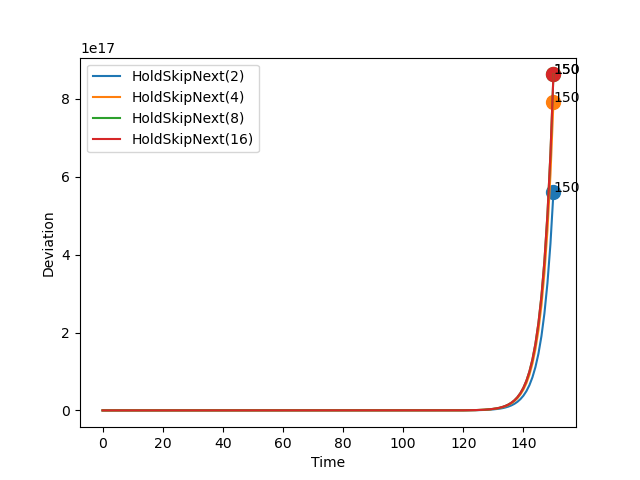 1e17
HoldSkipNext(2)
HoldSkipNext(4)
HoldSkipNext(8)
HoldSkipNext(16)
150
150
150
150
8
6
4
2
0
Deviation
0 20 40 60 80 100 120 140
Time